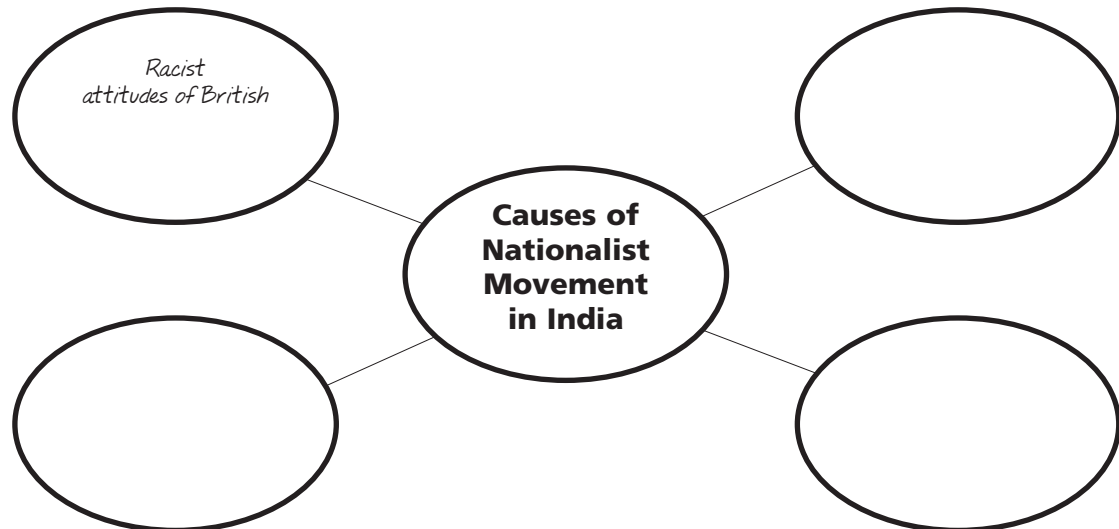 Racist
attitudes of British
Causes of
Nationalist
Movement
in India